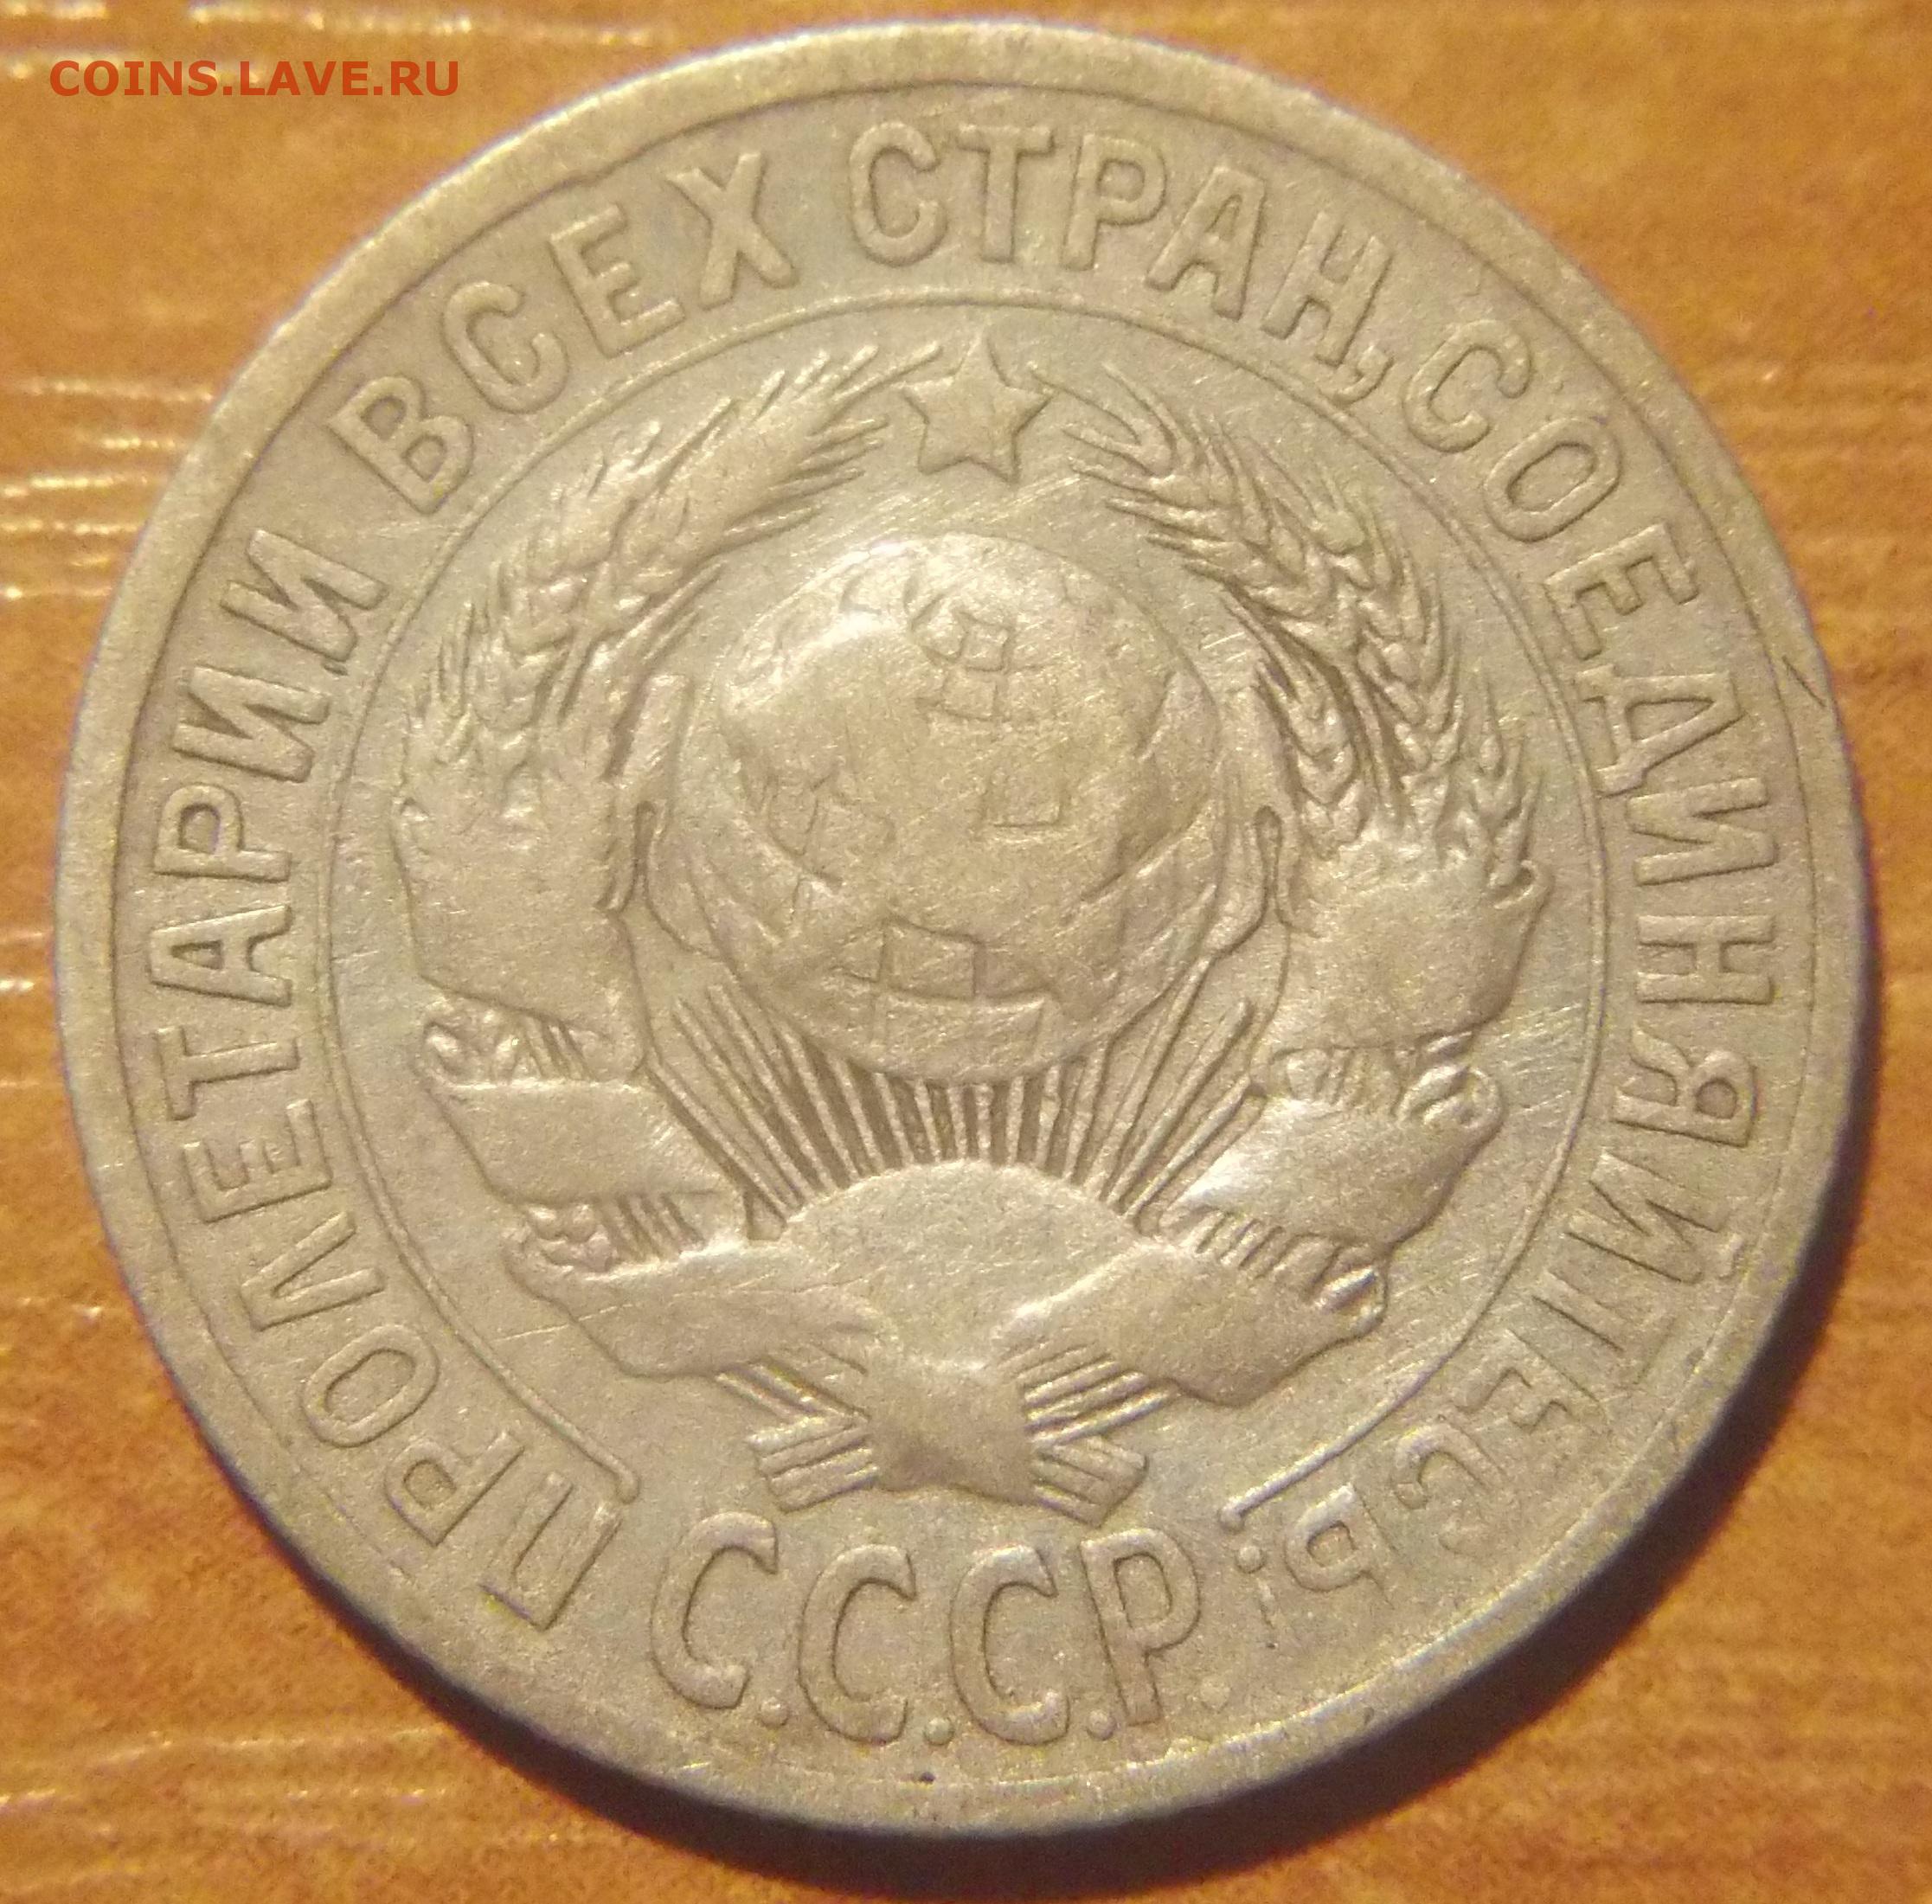 COINS.LAVE.RU
ПРОЛЕТАРИИ ВСЕХ СТРАН, СОЕДИНЯЙТЕСЬ!
С.С.С.Р.